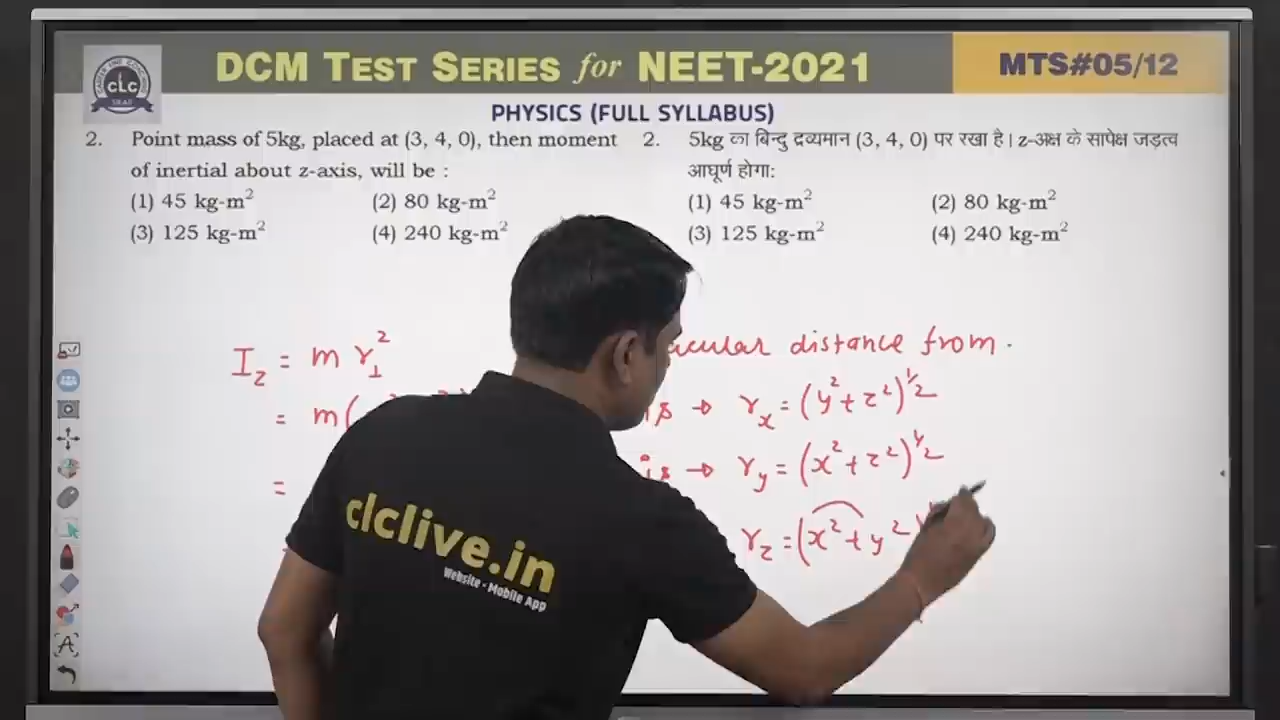 DCM TEST SERIES for NEET-2021
MTS#05/12
CLC
SIKAR
PHYSICS (FULL SYLLABUS)
2. Point mass of 5kg, placed at (3, 4, 0), then moment
of inertial about z-axis, will be :
(1) 45 kg-m² (2) 80 kg-m²
(3) 125 kg-m² (4) 240 kg-m²
2. 5kg का बिन्दु द्रव्यमान (3, 4, 0) पर रखा है। z-अक्ष के सापेक्ष जड़त्व
आघूर्ण होगा:
(1) 45 kg-m² (2) 80 kg-m²
(3) 125 kg-m² (4) 240 kg-m²
I_z = m r⊥²
= m(
=
distance from.
→ r_x = (y² + z²)^½
→ r_y = (x² + z²)^½
r_z = (x² + y²
clclive.in
Website - Mobile App
A